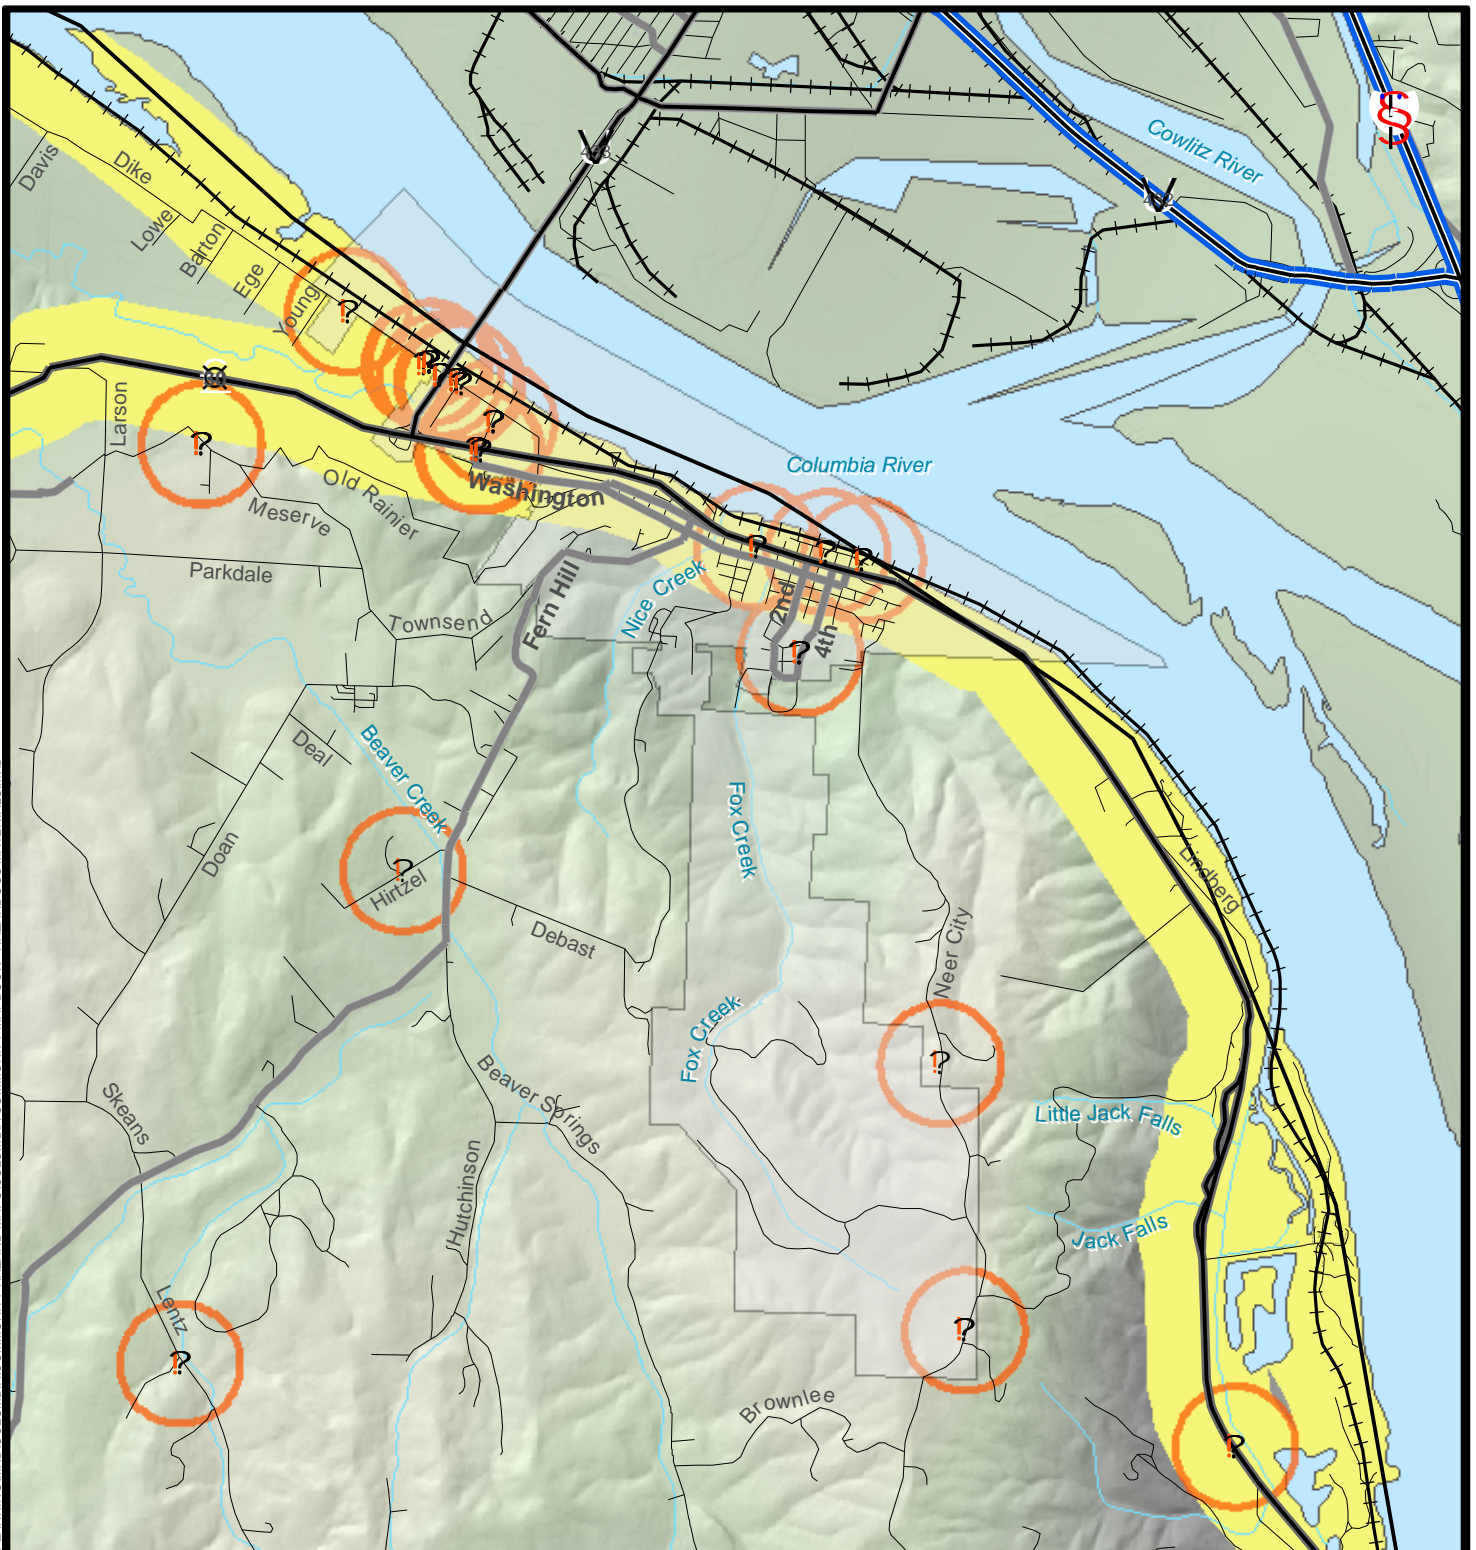 Cowlitz River
Davis
Dike
Lowe
Barton
Ege
Young
Larson
Columbia River
Old Rainier
Washington
Meserve
Parkdale
Fern Hill
Nice Creek
2nd
4th
Townsend
Deal
Beaver Creek
Fox Creek
Doan
Hirtzel
Lindberg
Debast
Neer City
Fox Creek
Skeans
Beaver Springs
Little Jack Falls
Hutchinson
Jack Falls
Lentz
Brownlee